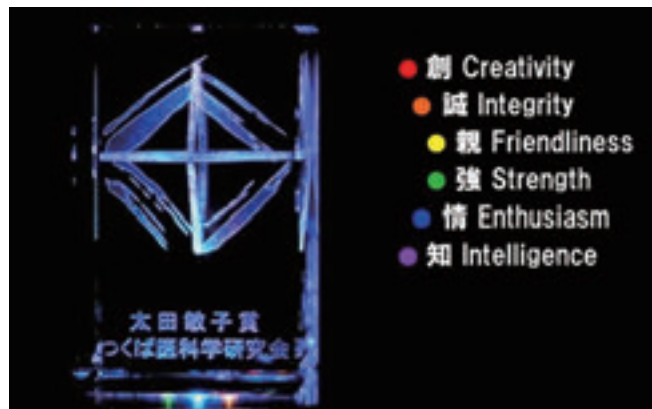 創 Creativity
誠 Integrity
親 Friendliness
強 Strength
情 Enthusiasm
知 Intelligence
太田敏子賞
つくば医科学研究会